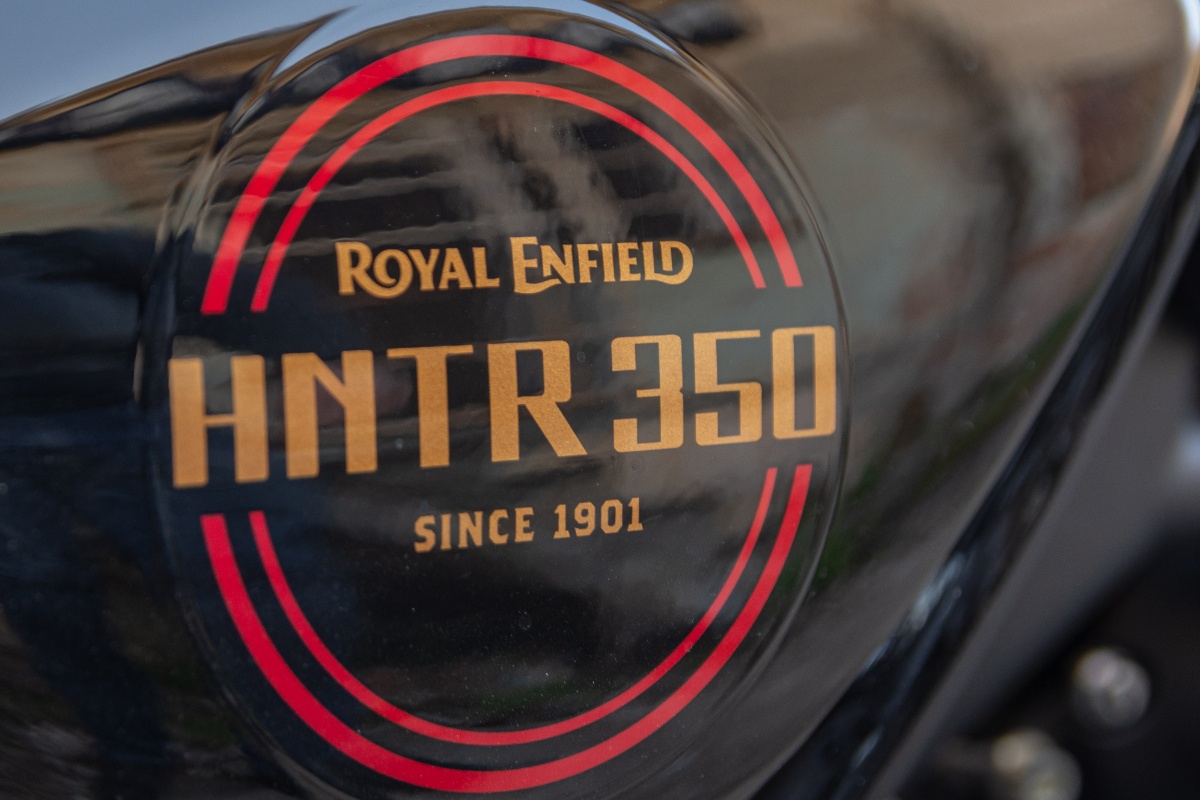 ROYAL ENFIELD
HNTR 350
SINCE 1901